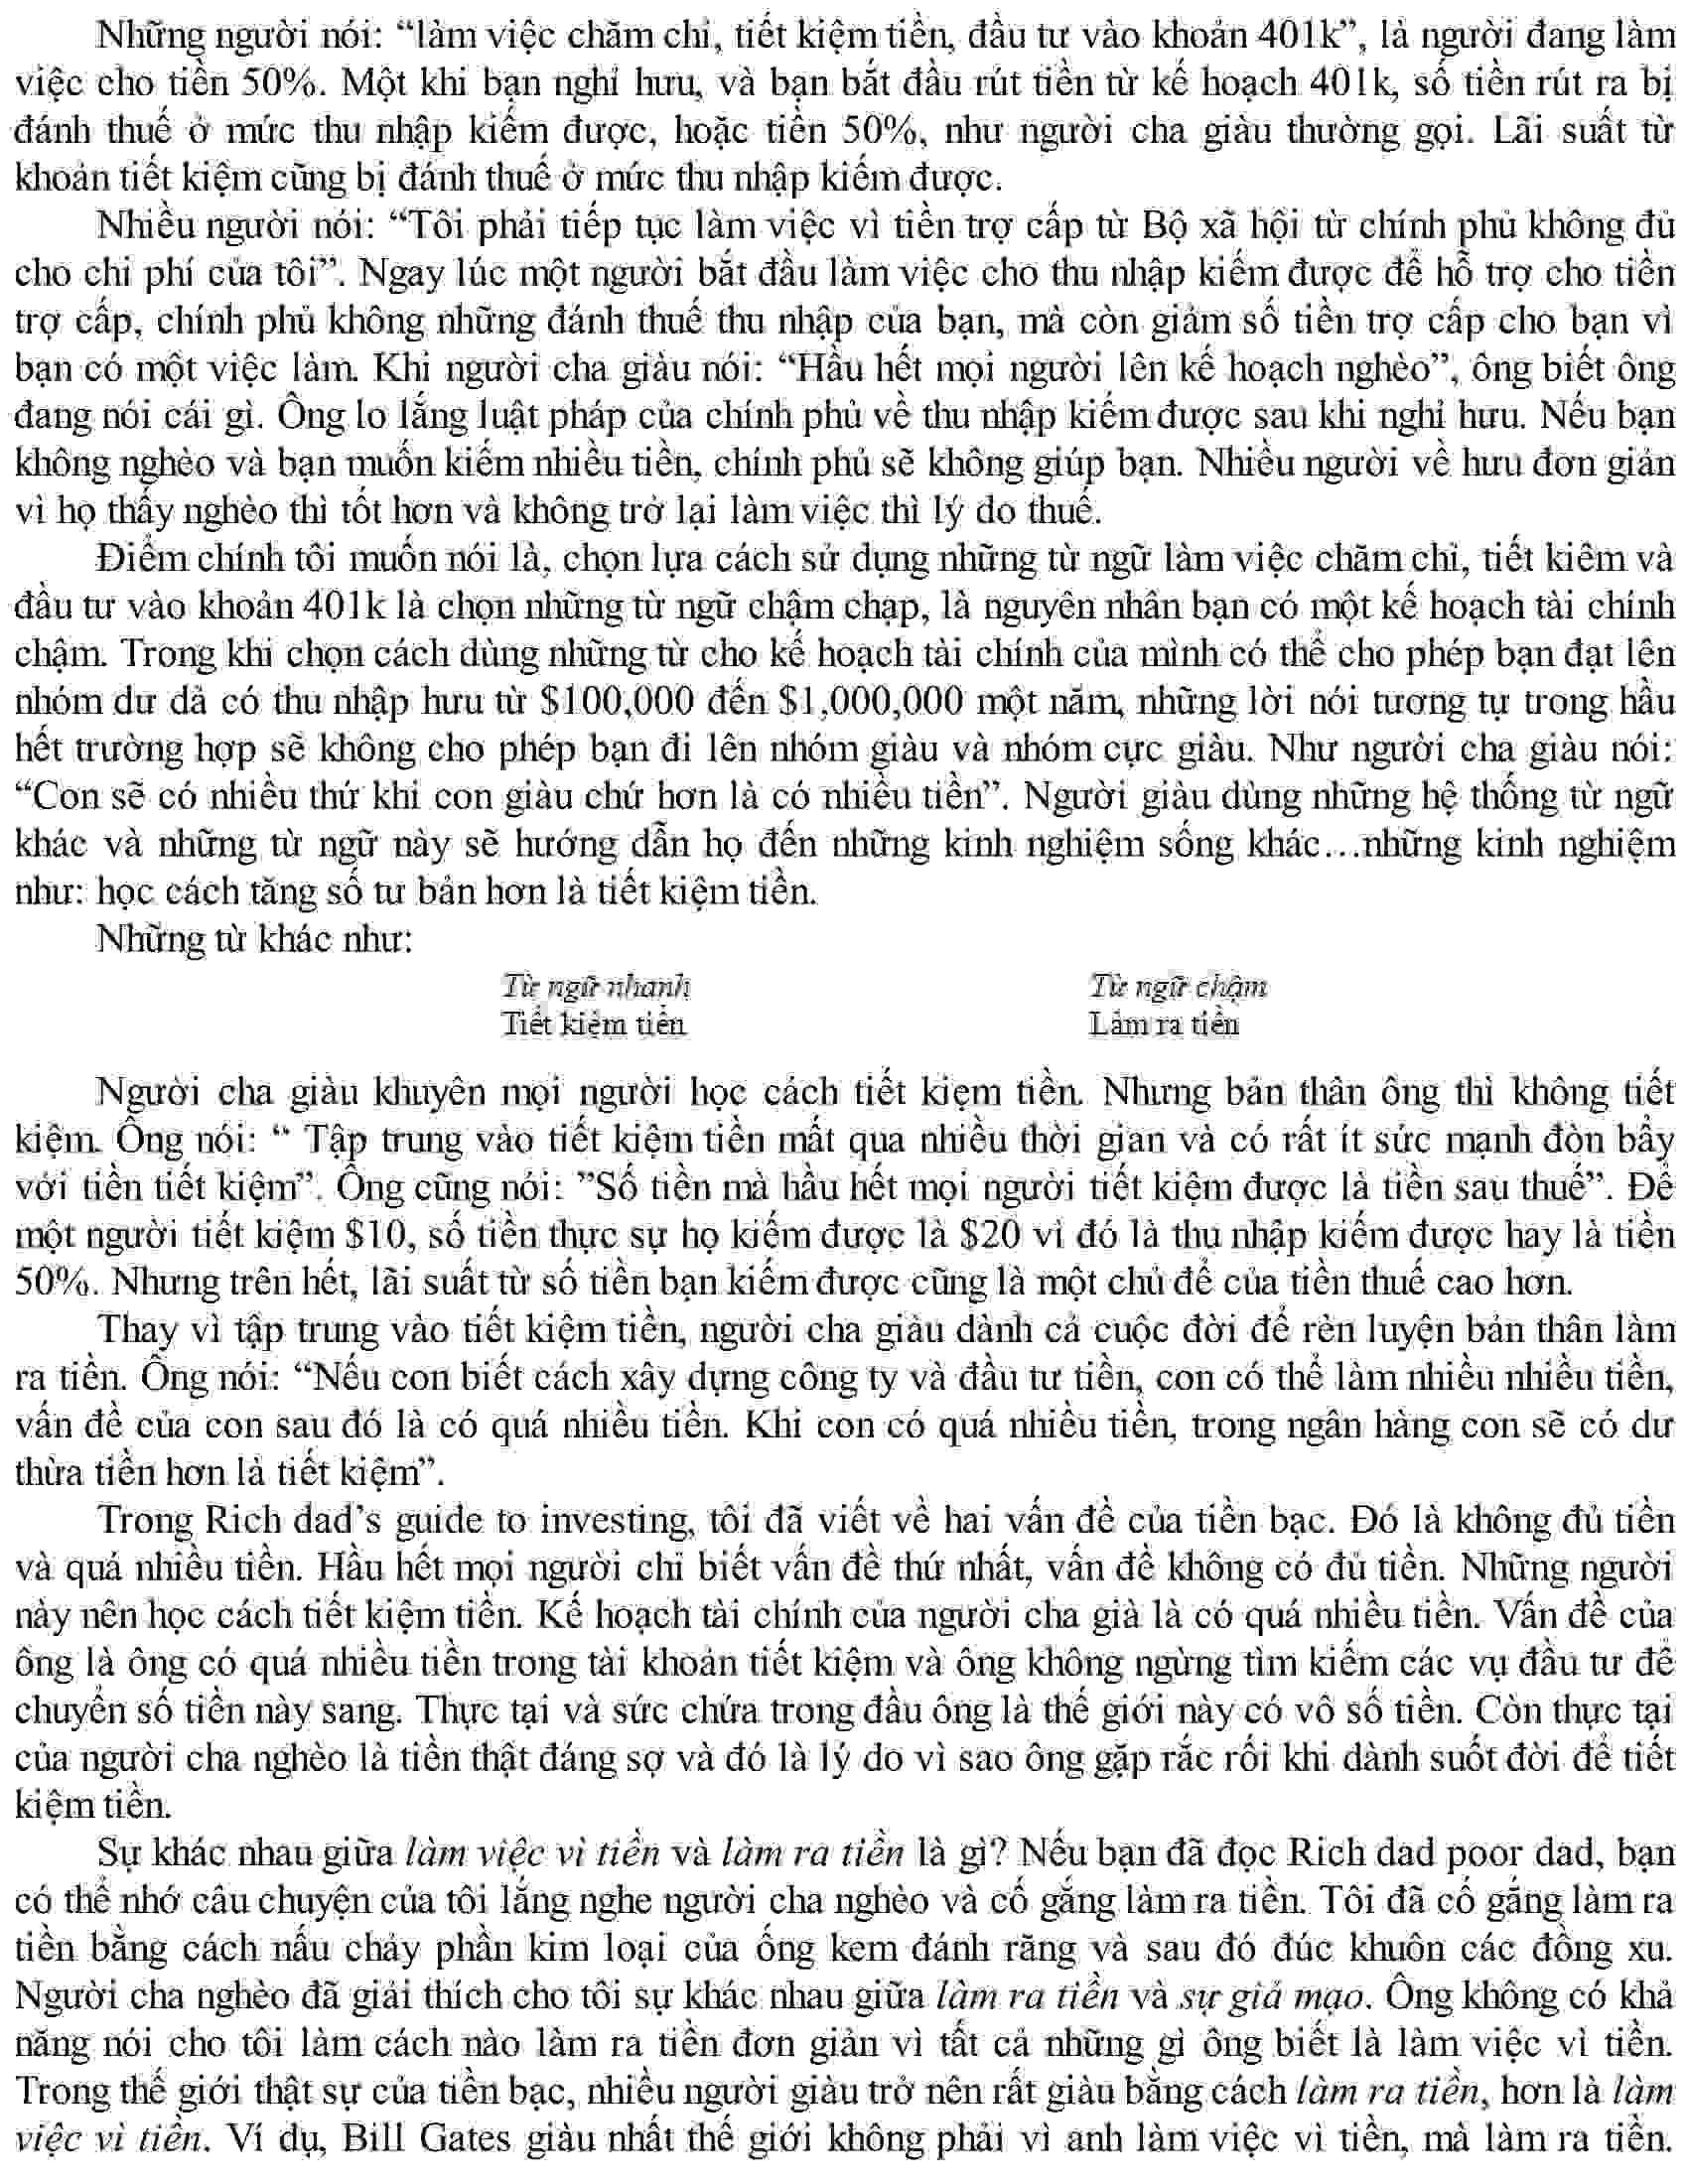 Những người nói: “làm việc chăm chỉ, tiết kiệm tiền, đầu tư vào khoản 401k”, là người đang làm
việc cho tiền 50%. Một khi bạn nghỉ hưu, và bạn bắt đầu rút tiền từ kế hoạch 401k, số tiền rút ra bị
đánh thuế ở mức thu nhập kiếm được, hoặc tiền 50%, như người cha giàu thường gọi. Lãi suất từ
khoản tiết kiệm cũng bị đánh thuế ở mức thu nhập kiếm được.
Nhiều người nói: “Tôi phải tiếp tục làm việc vì tiền trợ cấp từ Bộ xã hội từ chính phủ không đủ
cho chi phí của tôi”. Ngay lúc một người bắt đầu làm việc cho thu nhập kiếm được để hỗ trợ cho tiền
trợ cấp, chính phủ không những đánh thuế thu nhập của bạn, mà còn giảm số tiền trợ cấp cho bạn vì
bạn có một việc làm. Khi người cha giàu nói: “Hầu hết mọi người lên kế hoạch nghèo”, ông biết ông
đang nói cái gì. Ông lo lắng luật pháp của chính phủ về thu nhập kiếm được sau khi nghỉ hưu. Nếu bạn
không nghèo và bạn muốn kiếm nhiều tiền, chính phủ sẽ không giúp bạn. Nhiều người về hưu đơn giản
vì họ thấy nghèo thì tốt hơn và không trở lại làm việc thì lý do thuế.
Điểm chính tôi muốn nói là, chọn lựa cách sử dụng những từ ngữ làm việc chăm chỉ, tiết kiêm và
đầu tư vào khoản 401k là chọn những từ ngữ chậm chạp, là nguyên nhân bạn có một kế hoạch tài chính
chậm. Trong khi chọn cách dùng những từ cho kế hoạch tài chính của mình có thể cho phép bạn đạt lên
nhóm dư dả có thu nhập hưu từ $100,000 đến $1,000,000 một năm, những lời nói tương tự trong hầu
hết trường hợp sẽ không cho phép bạn đi lên nhóm giàu và nhóm cực giàu. Như người cha giàu nói:
“Con sẽ có nhiều thứ khi con giàu chứ hơn là có nhiều tiền”. Người giàu dùng những hệ thống từ ngữ
khác và những từ ngữ này sẽ hướng dẫn họ đến những kinh nghiệm sống khác…những kinh nghiệm
như: học cách tăng số tư bản hơn là tiết kiệm tiền.
Những từ khác như:
Từ ngữ nhanh Từ ngữ chậm
Tiết kiệm tiền Làm ra tiền
Người cha giàu khuyên mọi người học cách tiết kiẹm tiền. Nhưng bản thân ông thì không tiết
kiệm. Ông nói: “ Tập trung vào tiết kiệm tiền mất qua nhiều thời gian và có rất ít sức mạnh đòn bẩy
với tiền tiết kiệm”. Ông cũng nói: ”Số tiền mà hầu hết mọi người tiết kiệm được là tiền sau thuế”. Để
một người tiết kiệm $10, số tiền thực sự họ kiếm được là $20 vì đó là thu nhập kiếm được hay là tiền
50%. Nhưng trên hết, lãi suất từ số tiền bạn kiếm được cũng là một chủ để của tiền thuế cao hơn.
Thay vì tập trung vào tiết kiệm tiền, người cha giàu dành cả cuộc đời để rèn luyện bản thân làm
ra tiền. Ông nói: “Nếu con biết cách xây dựng công ty và đầu tư tiền, con có thể làm nhiều nhiều tiền,
vấn đề của con sau đó là có quá nhiều tiền. Khi con có quá nhiều tiền, trong ngân hàng con sẽ có dư
thừa tiền hơn là tiết kiệm”.
Trong Rich dad’s guide to investing, tôi đã viết về hai vấn đề của tiền bạc. Đó là không đủ tiền
và quá nhiều tiền. Hầu hết mọi người chỉ biết vấn đề thứ nhất, vấn đề không có đủ tiền. Những người
này nên học cách tiết kiệm tiền. Kế hoạch tài chính của người cha già là có quá nhiều tiền. Vấn đề của
ông là ông có quá nhiều tiền trong tài khoản tiết kiệm và ông không ngừng tìm kiếm các vụ đầu tư để
chuyển số tiền này sang. Thực tại và sức chứa trong đầu ông là thế giới này có vô số tiền. Còn thực tại
của người cha nghèo là tiền thật đáng sợ và đó là lý do vì sao ông gặp rắc rối khi dành suốt đời để tiết
kiệm tiền.
Sự khác nhau giữa làm việc vì tiền và làm ra tiền là gì? Nếu bạn đã đọc Rich dad poor dad, bạn
có thể nhớ câu chuyện của tôi lắng nghe người cha nghèo và cố gắng làm ra tiền. Tôi đã cố gắng làm ra
tiền bằng cách nấu chảy phần kim loại của ống kem đánh răng và sau đó đúc khuôn các đồng xu.
Người cha nghèo đã giải thích cho tôi sự khác nhau giữa làm ra tiền và sự giả mạo. Ông không có khả
năng nói cho tôi làm cách nào làm ra tiền đơn giản vì tất cả những gì ông biết là làm việc vì tiền.
Trong thế giới thật sự của tiền bạc, nhiều người giàu trở nên rất giàu bằng cách làm ra tiền, hơn là làm
việc vì tiền. Ví dụ, Bill Gates giàu nhất thế giới không phải vì anh làm việc vì tiền, mà làm ra tiền.